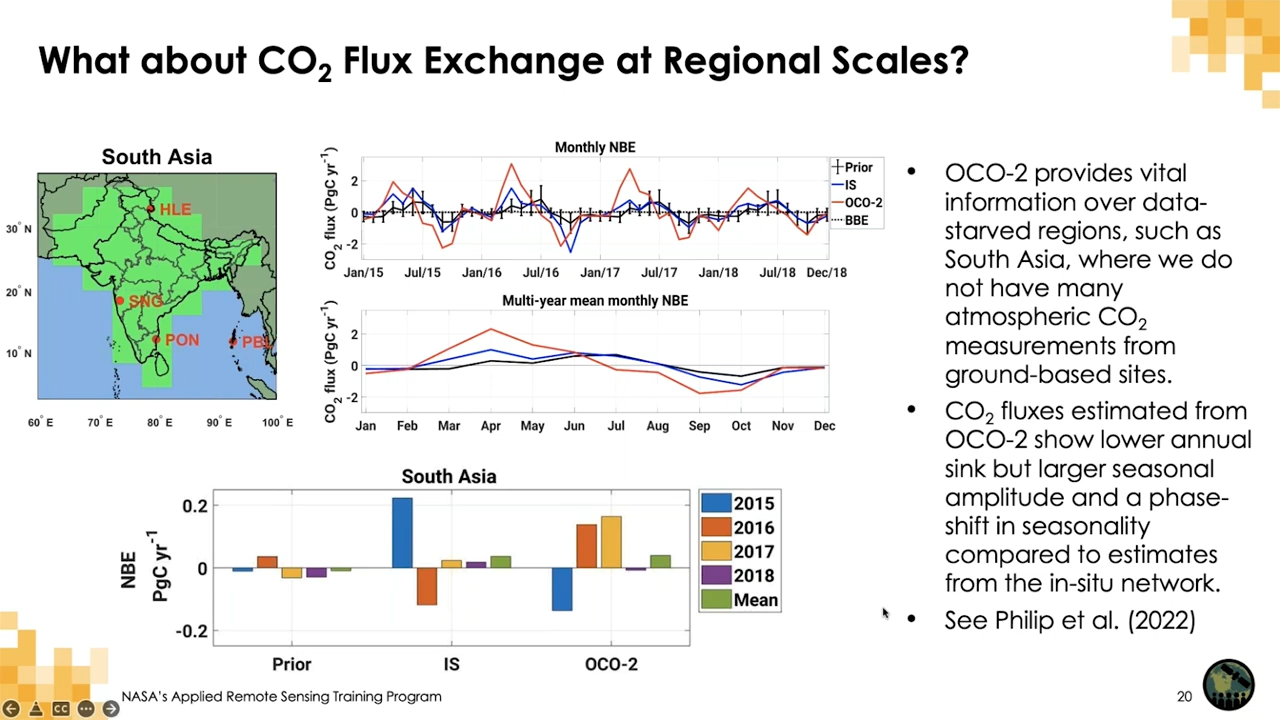 What about CO₂ Flux Exchange at Regional Scales?
South Asia
HLE
SNG
PON
30° N
20° N
10° N
60° E
70° E
80° E
90° E
100° E
Monthly NBE
CO₂ flux (PgC yr⁻¹)
2
0
-2
Jan/15
Jul/15
Jan/16
Jul/16
Jan/17
Jul/17
Jan/18
Jul/18
Dec/18
Prior
IS
OCO-2
BBE
Multi-year mean monthly NBE
CO₂ flux (PgC yr⁻¹)
2
0
-2
Jan
Feb
Mar
Apr
May
Jun
Jul
Aug
Sep
Oct
Nov
Dec
South Asia
NBE
PgC yr⁻¹
0.2
0
-0.2
Prior
IS
OCO-2
2015
2016
2017
2018
Mean
• OCO-2 provides vital
information over data-
starved regions, such as
South Asia, where we do
not have many
atmospheric CO₂
measurements from
ground-based sites.
• CO₂ fluxes estimated from
OCO-2 show lower annual
sink but larger seasonal
amplitude and a phase-
shift in seasonality
compared to estimates
from the in-situ network.
• See Philip et al. (2022)
CC
NASA's Applied Remote Sensing Training Program
20